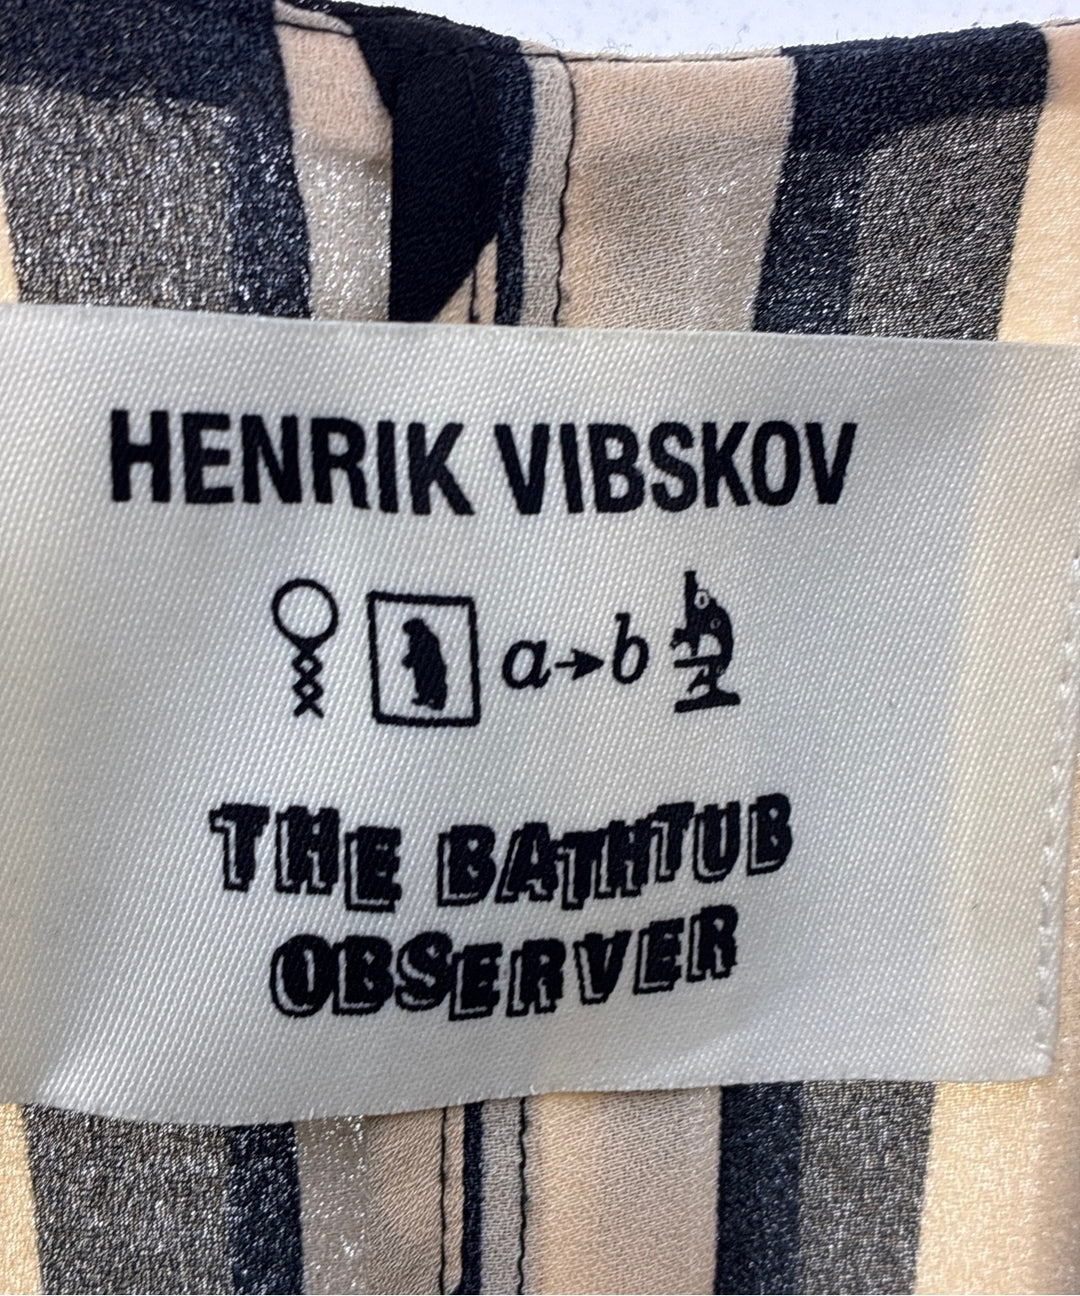 HENRIK VIBSKOV
a→b
THE BATHTUB
OBSERVER